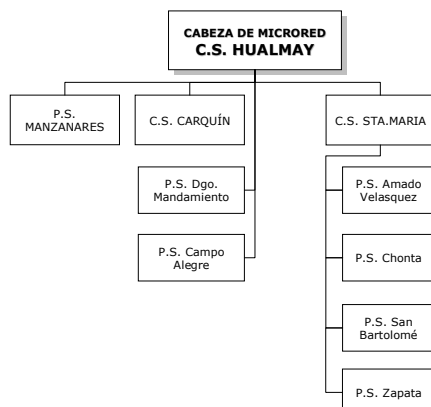 CABEZA DE MICRORED
C.S. HUALMAY
P.S.
MANZANARES
C.S. CARQUÍN
C.S. STA.MARIA
P.S. Dgo.
Mandamiento
P.S. Amado
Velasquez
P.S. Campo
Alegre
P.S. Chonta
P.S. San
Bartolomé
P.S. Zapata